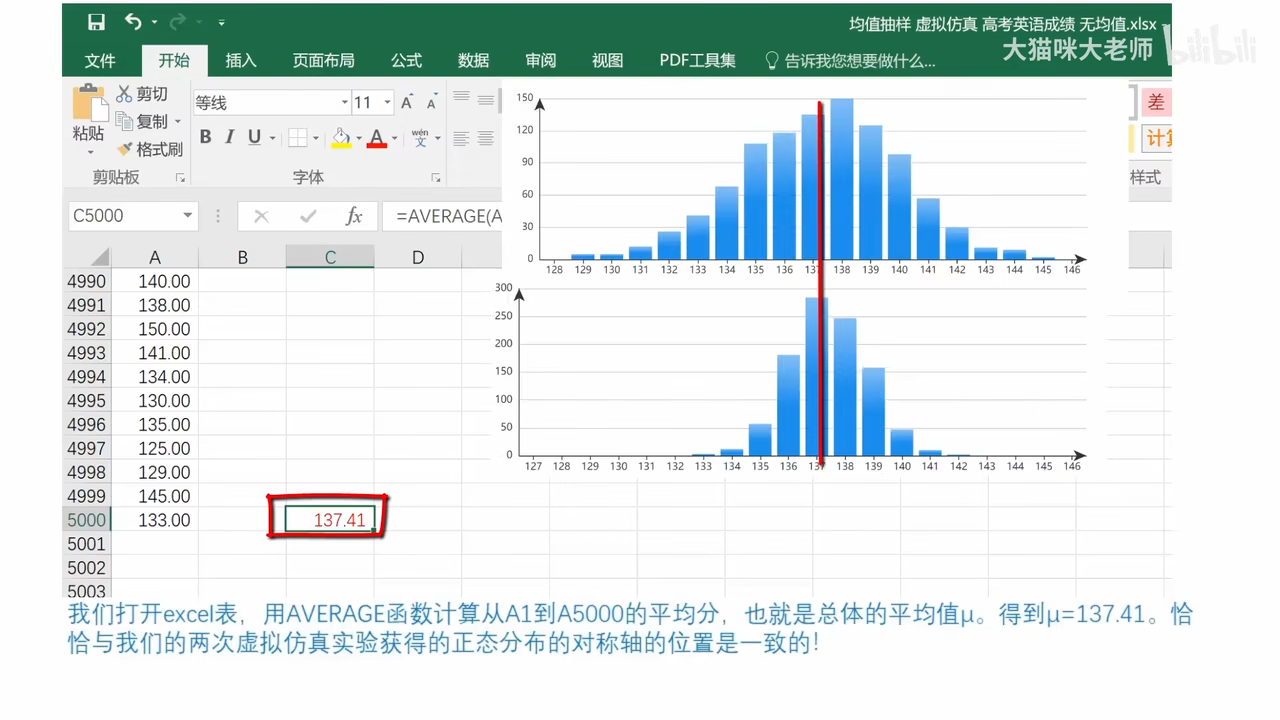 均值抽样 虚拟仿真 高考英语成绩 无均值.xlsx
大猫咪大老师 bilibili
文件 开始 插入 页面布局 公式 数据 审阅 视图 PDF工具集 告诉我您想要做什么...
粘贴
剪切
复制
格式刷
剪贴板
等线 11 A A
B I U A wén 文
字体
差
计算
样式
C5000 fx =AVERAGE(A
A B C D
4990 140.00
4991 138.00
4992 150.00
4993 141.00
4994 134.00
4995 130.00
4996 135.00
4997 125.00
4998 129.00
4999 145.00
5000 133.00 137.41
5001
5002
5003
150
120
90
60
30
0
128 129 130 131 132 133 134 135 136 137 138 139 140 141 142 143 144 145 146
300
250
200
150
100
50
0
127 128 129 130 131 132 133 134 135 136 137 138 139 140 141 142 143 144 145 146
我们打开excel表，用AVERAGE函数计算从A1到A5000的平均分，也就是总体的平均值μ。得到μ=137.41。恰
恰与我们的两次虚拟仿真实验获得的正态分布的对称轴的位置是一致的！